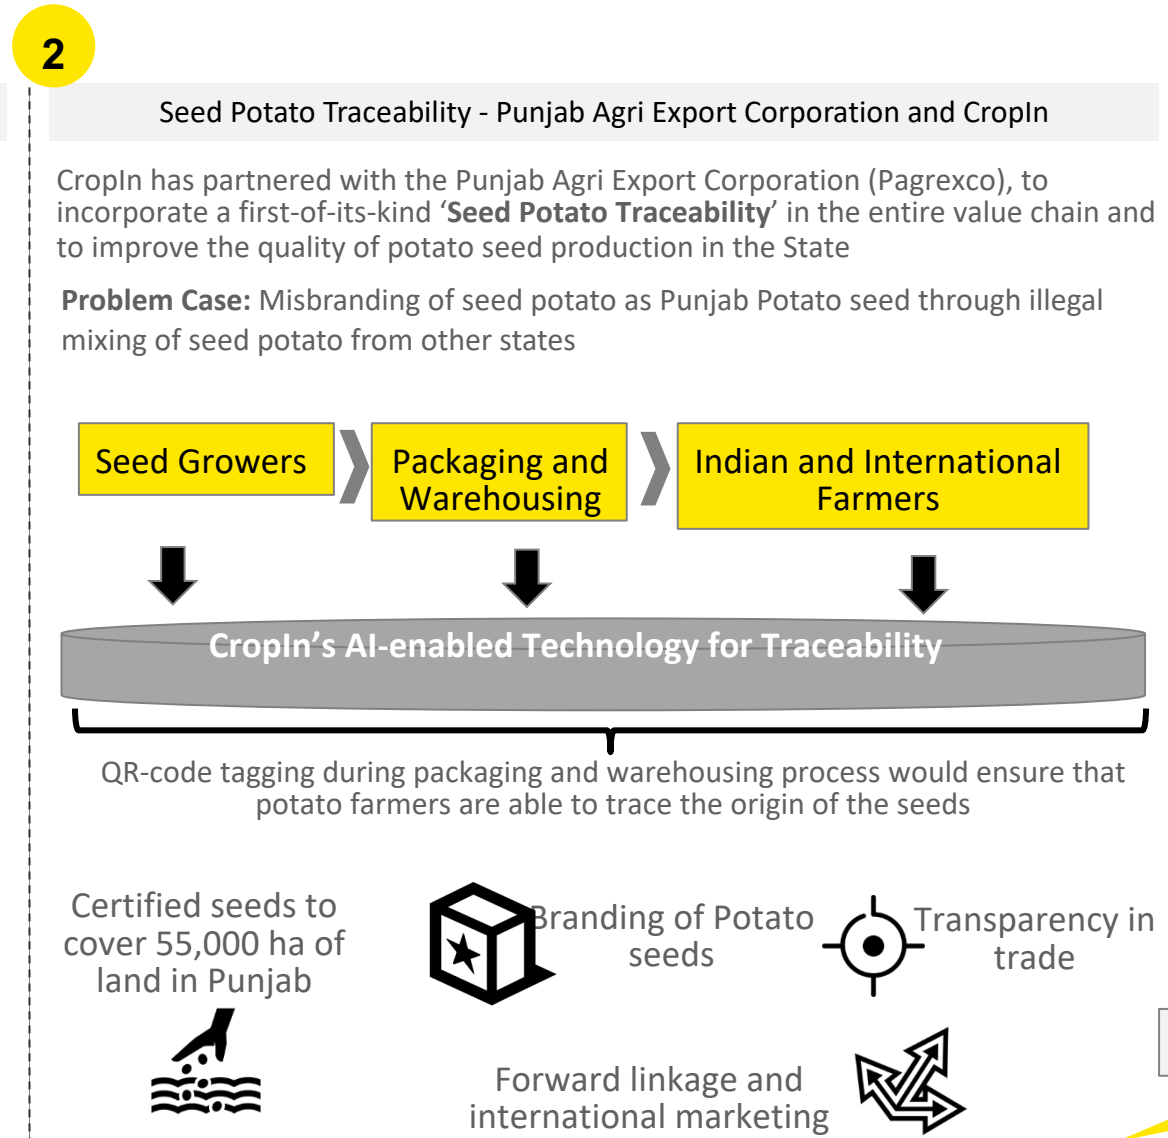 2
Seed Potato Traceability - Punjab Agri Export Corporation and CropIn
CropIn has partnered with the Punjab Agri Export Corporation (Pagrexco), to
incorporate a first-of-its-kind ‘Seed Potato Traceability’ in the entire value chain and
to improve the quality of potato seed production in the State
Problem Case: Misbranding of seed potato as Punjab Potato seed through illegal
mixing of seed potato from other states
Seed Growers
Packaging and
Warehousing
Indian and International
Farmers
CropIn’s AI-enabled Technology for Traceability
QR-code tagging during packaging and warehousing process would ensure that
potato farmers are able to trace the origin of the seeds
Certified seeds to
cover 55,000 ha of
land in Punjab
Branding of Potato
seeds
Transparency in
trade
Forward linkage and
international marketing